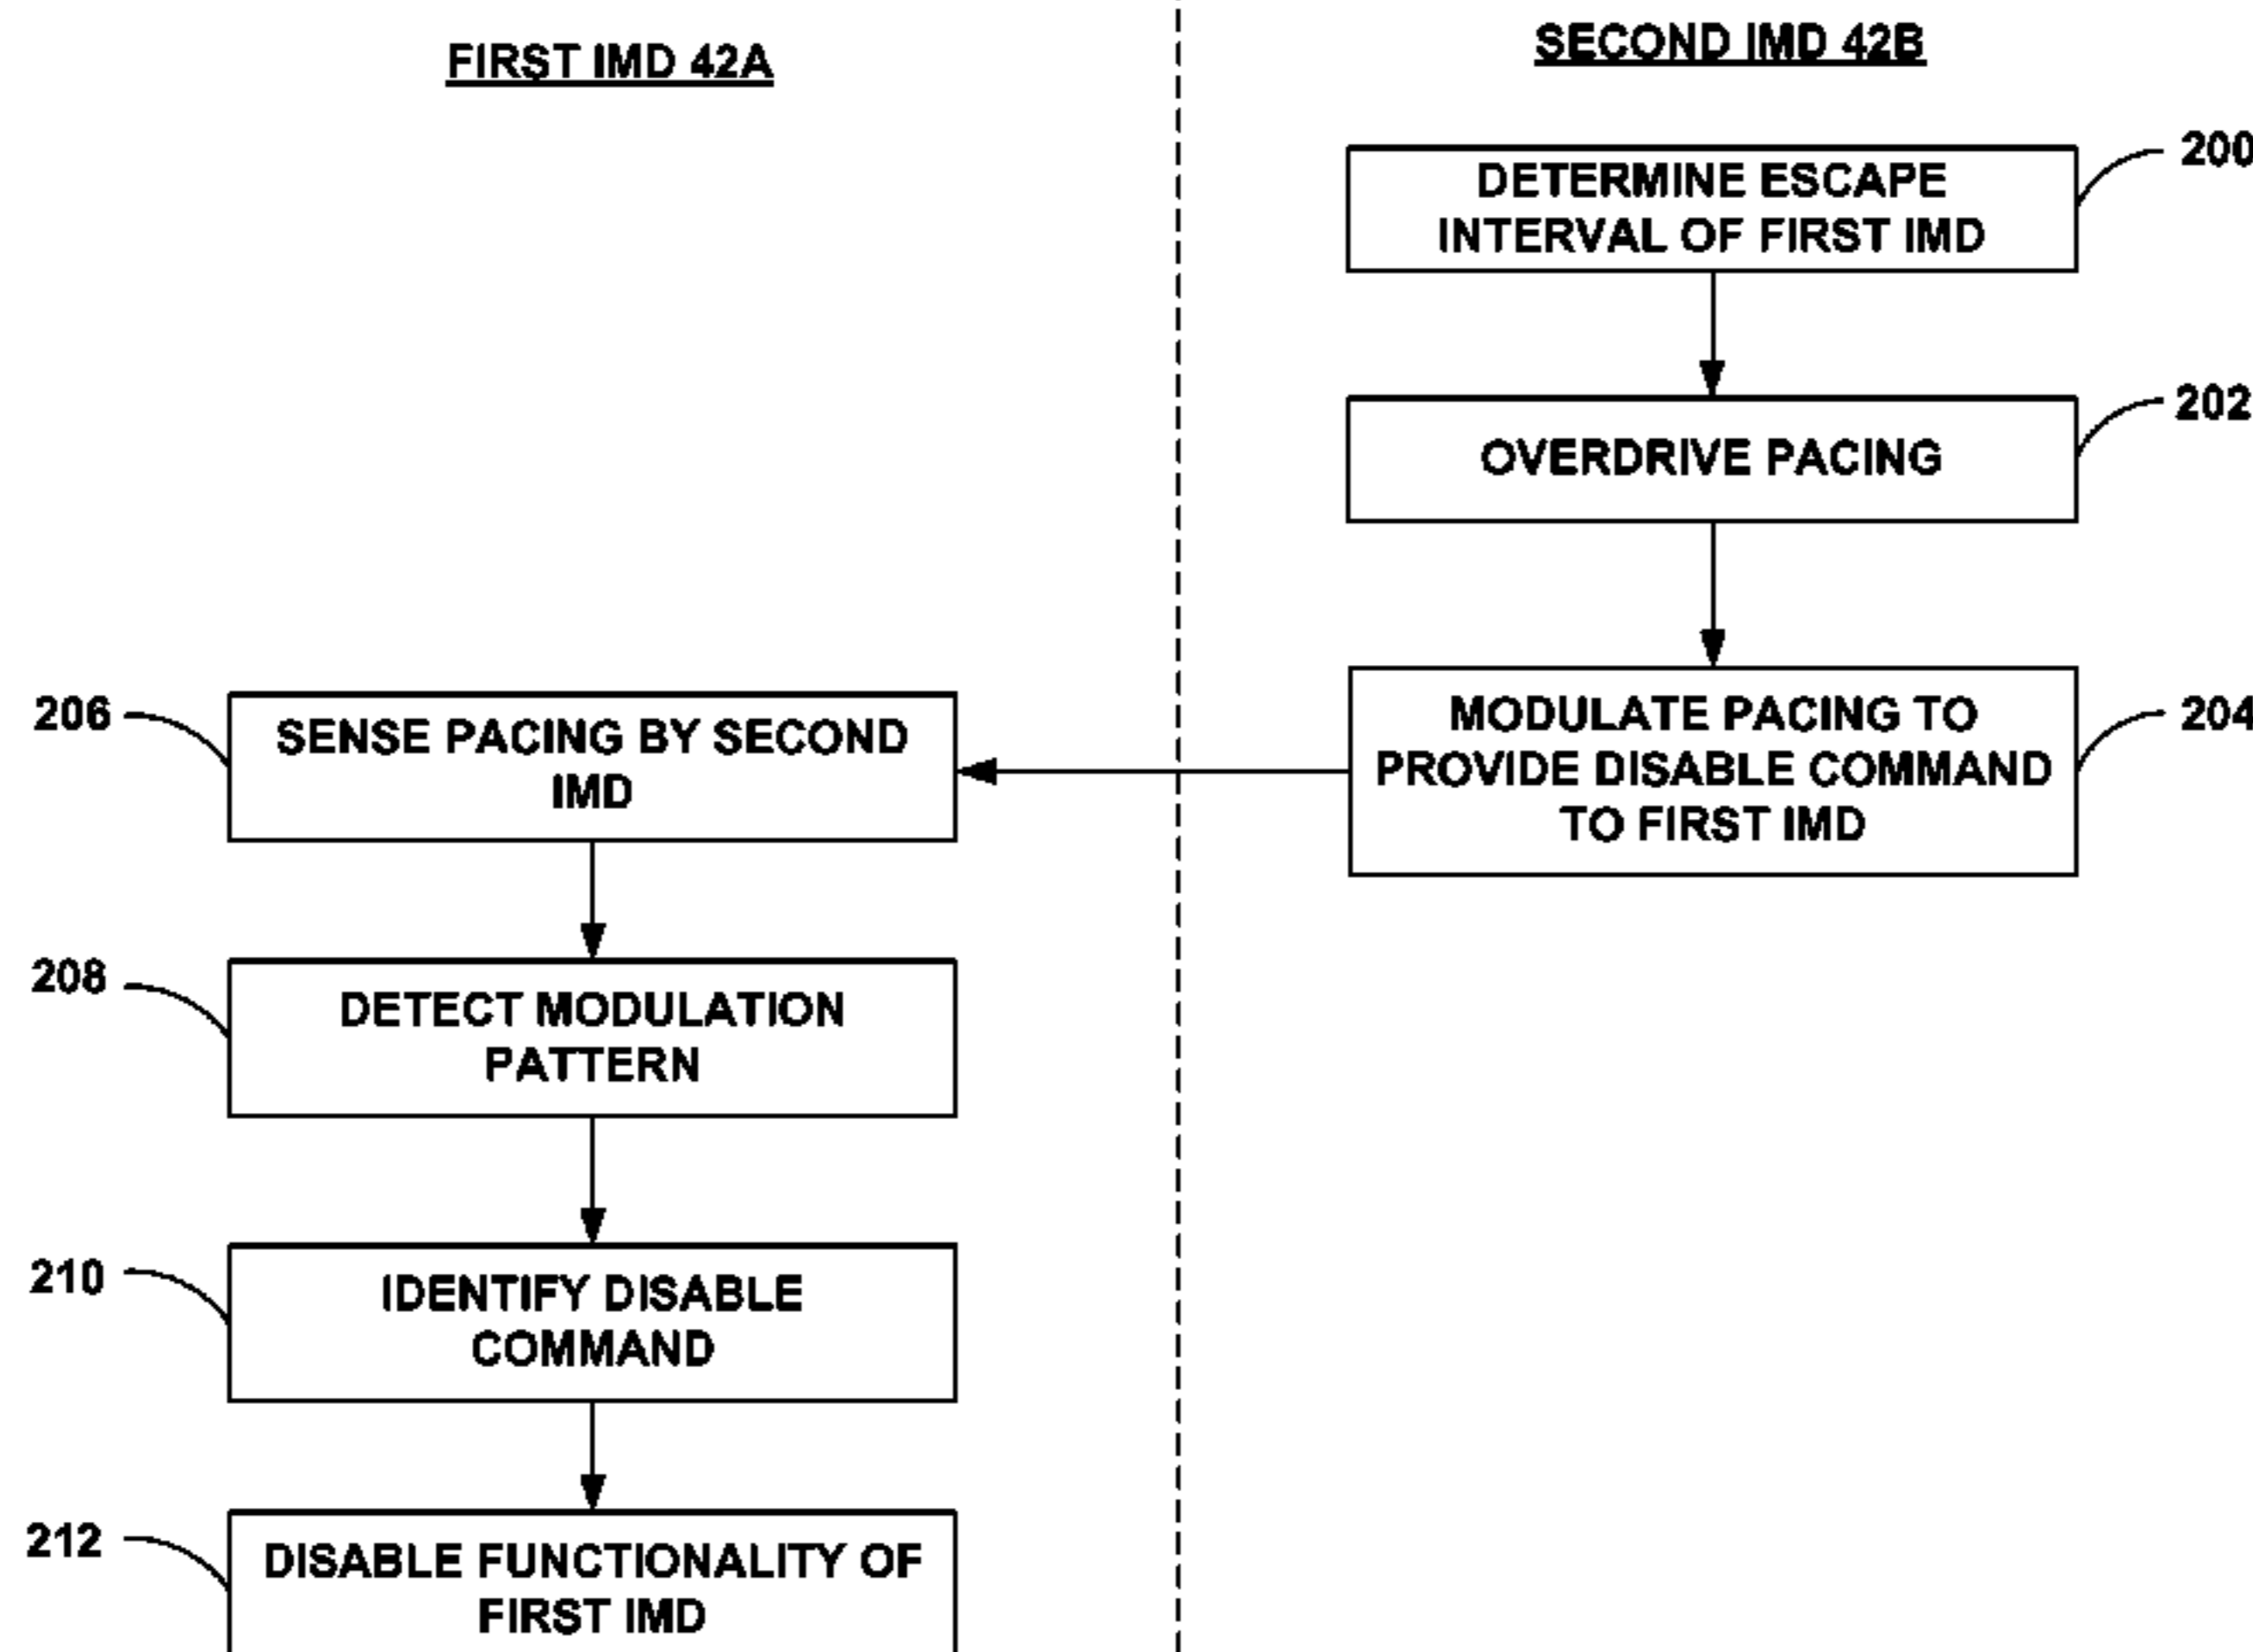 FIRST IMD 42A
SECOND IMD 42B
200
DETERMINE ESCAPE
INTERVAL OF FIRST IMD
202
OVERDRIVE PACING
204
MODULATE PACING TO
PROVIDE DISABLE COMMAND
TO FIRST IMD
206
SENSE PACING BY SECOND
IMD
208
DETECT MODULATION
PATTERN
210
IDENTIFY DISABLE
COMMAND
212
DISABLE FUNCTIONALITY OF
FIRST IMD